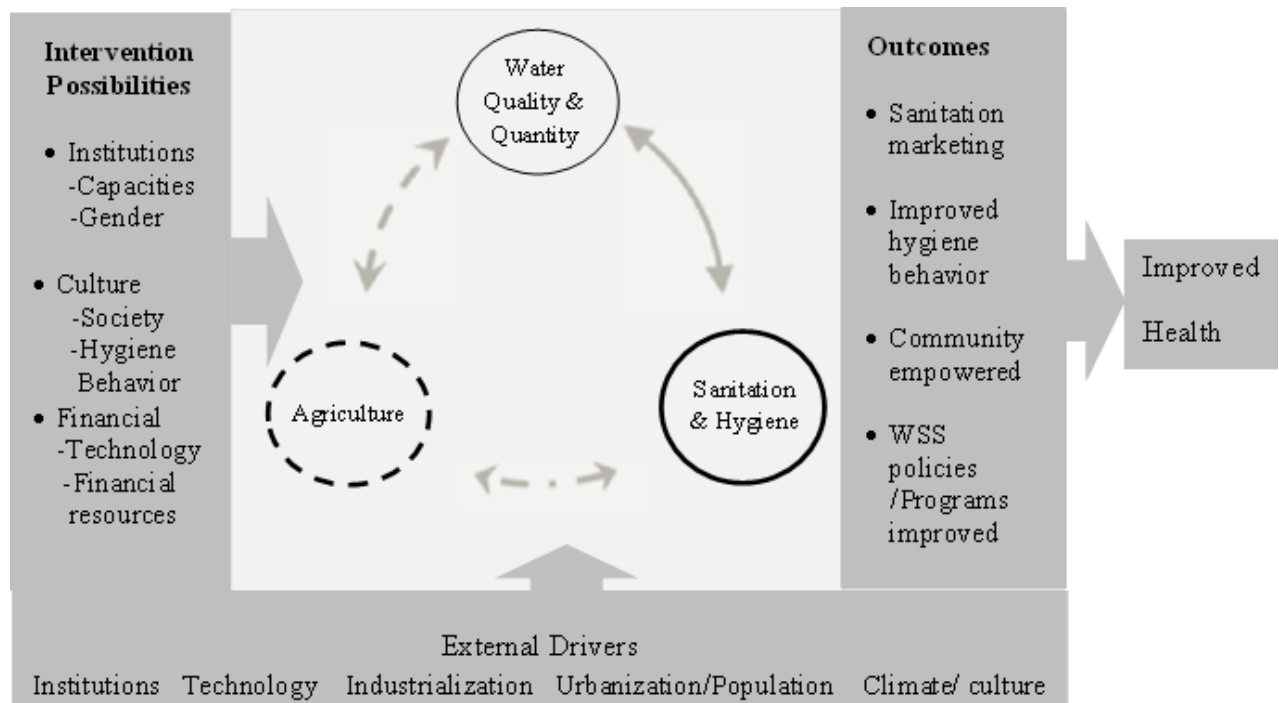 Intervention
Possibilities
• Institutions
-Capacities
-Gender
• Culture
-Society
-Hygiene
Behavior
• Financial
-Technology
-Financial
resources
Water
Quality &
Quantity
Agriculture
Sanitation
& Hygiene
Outcomes
• Sanitation
marketing
• Improved
hygiene
behavior
• Community
empowered
• WSS
policies
/Programs
improved
Improved
Health
External Drivers
Institutions Technology Industrialization Urbanization/Population Climate/ culture